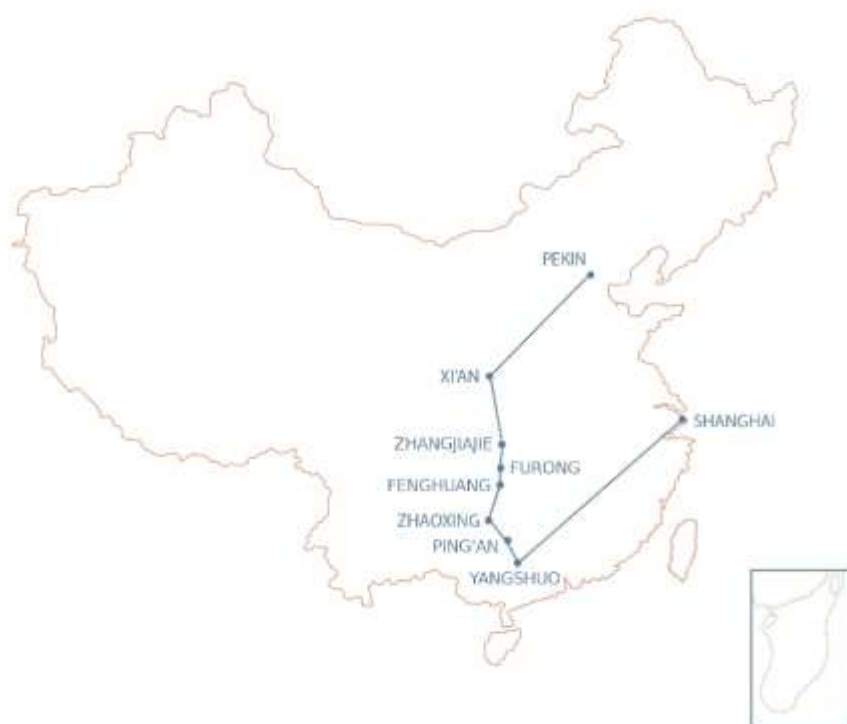 PEKIN
XI'AN
SHANGHAI
ZHANGJIAJIE
FURONG
FENGHUANG
ZHAOXING
PING'AN
YANGSHUO